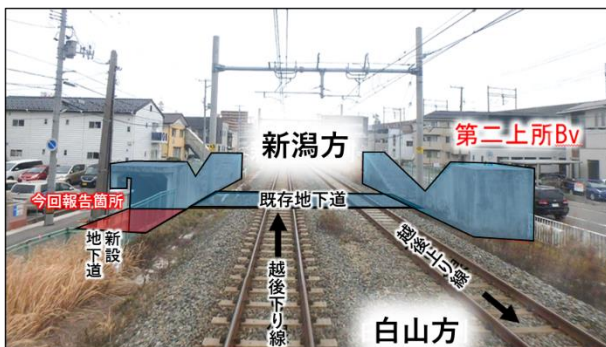 新潟方
第二上所Bv
今回報告箇所
既存地下道
新設
地下道
越後下り線
越後上り線
白山方